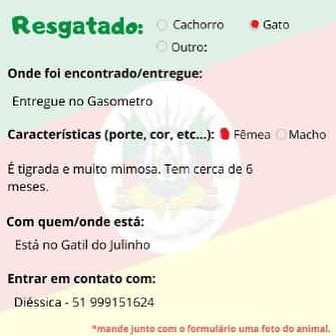 Resgatado: Cachorro Gato
Outro:
Onde foi encontrado/entregue:
Entregue no Gasometro
Características (porte, cor, etc...): Fêmea Macho
É tigrada e muito mimosa. Tem cerca de 6
meses.
Com quem/onde está:
Está no Gatil do Julinho
Entrar em contato com:
Diéssica - 51 999151624
*mande junto com o formulário uma foto do animal.